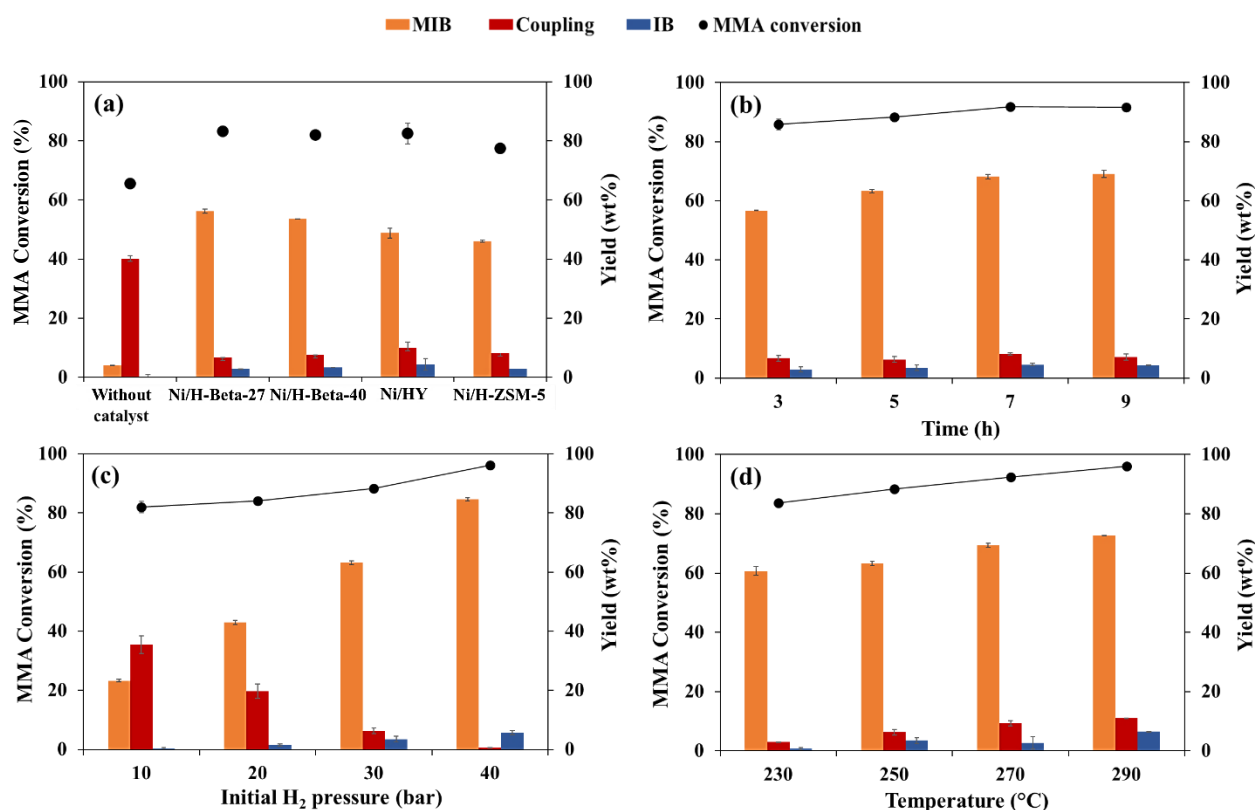 MIB Coupling IB MMA conversion
(a)
MMA Conversion (%)
100
80
60
40
20
0
Without catalyst
Ni/H-Beta-27
Ni/H-Beta-40
Ni/HY
Ni/H-ZSM-5
100
80
60
40
20
0
Yield (wt%)
(b)
MMA Conversion (%)
100
80
60
40
20
0
3 5 7 9
Time (h)
100
80
60
40
20
0
Yield (wt%)
(c)
MMA Conversion (%)
100
80
60
40
20
0
10 20 30 40
Initial H₂ pressure (bar)
100
80
60
40
20
0
Yield (wt%)
(d)
MMA Conversion (%)
100
80
60
40
20
0
230 250 270 290
Temperature (°C)
100
80
60
40
20
0
Yield (wt%)